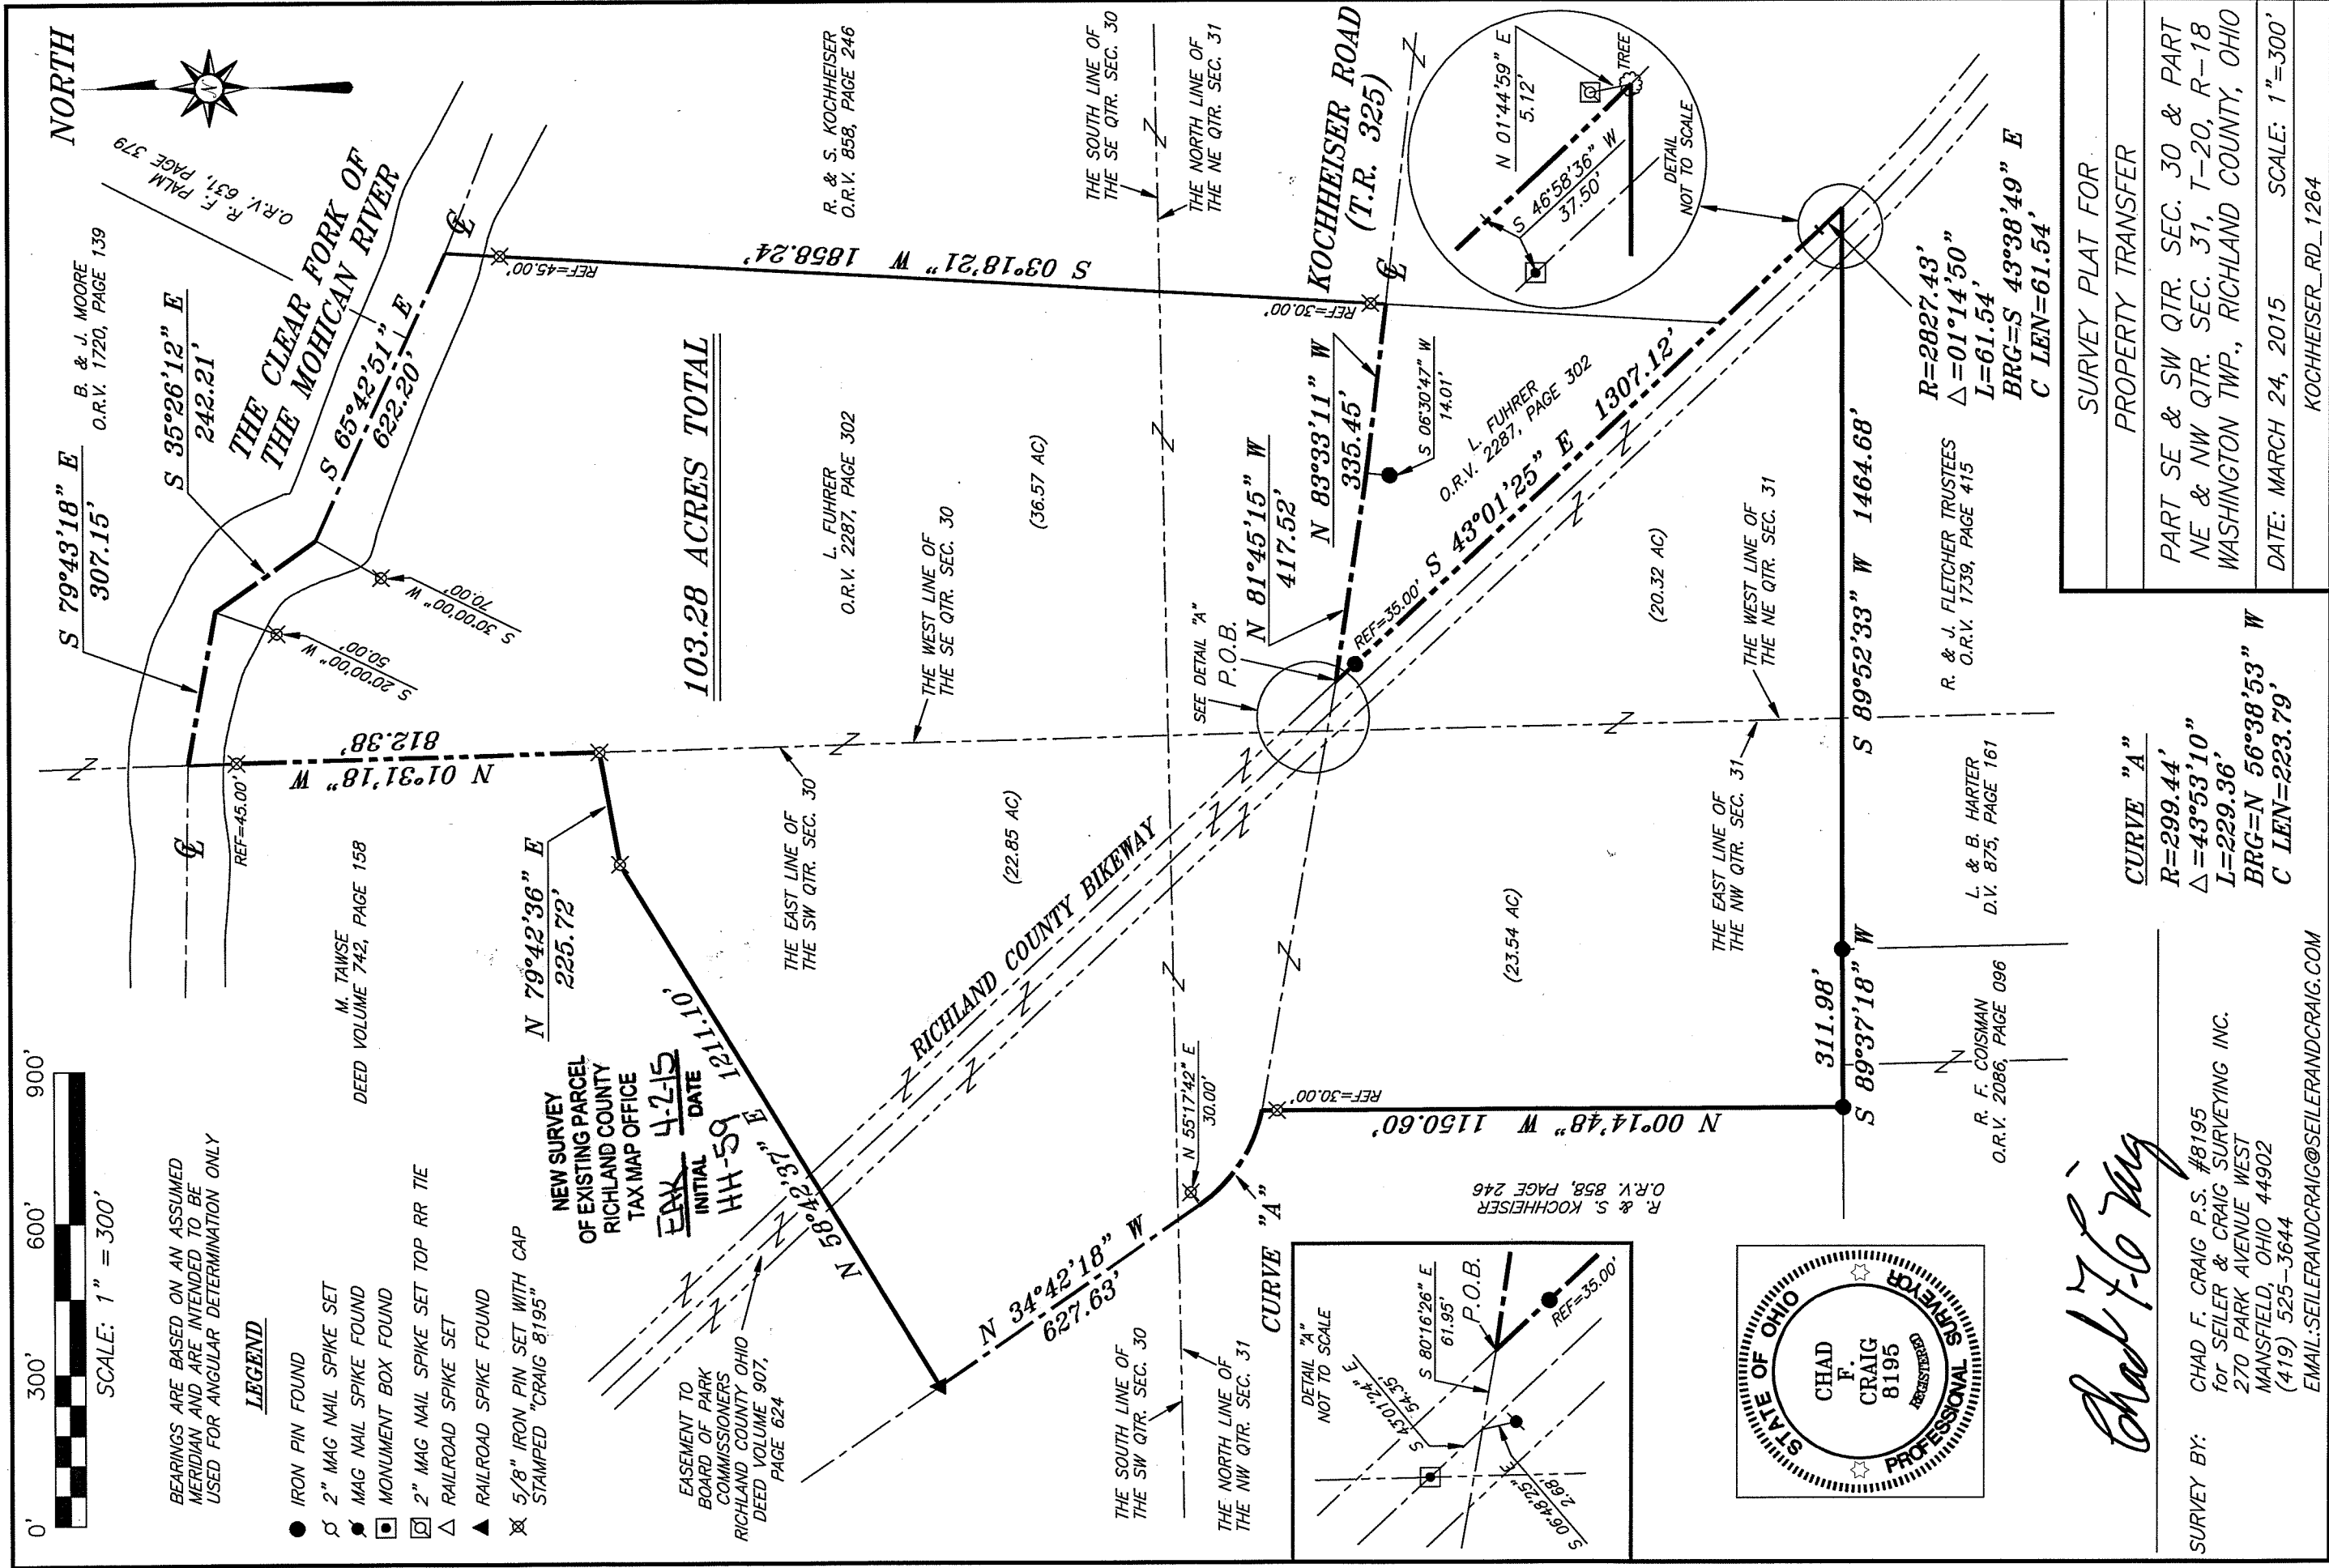 0' 300' 600' 900'
SCALE: 1" = 300'
BEARINGS ARE BASED ON AN ASSUMED
MERIDIAN AND ARE INTENDED TO BE
USED FOR ANGULAR DETERMINATION ONLY
LEGEND
IRON PIN FOUND
2" MAG NAIL SPIKE SET
MAG NAIL SPIKE FOUND
MONUMENT BOX FOUND
2" MAG NAIL SPIKE SET TOP RR TIE
RAILROAD SPIKE SET
RAILROAD SPIKE FOUND
5/8" IRON PIN SET WITH CAP
STAMPED "CRAIG 8195"
NEW SURVEY
OF EXISTING PARCEL
RICHLAND COUNTY
TAX MAP OFFICE
EAK 4-2-15
INITIAL DATE
HH-59
EASEMENT TO
BOARD OF PARK
COMMISSIONERS
RICHLAND COUNTY OHIO
DEED VOLUME 907,
PAGE 624
M. TAWSE
DEED VOLUME 742, PAGE 158
NORTH
N
B. & J. MOORE
O.R.V. 1720, PAGE 139
R. F. PALM
O.R.V. 631, PAGE 379
THE CLEAR FORK OF
THE MOHICAN RIVER
S 79°43'18" E
307.15'
S 35°26'12" E
242.21'
S 65°42'51" E
622.20'
S 20°00'00" W
50.00'
S 30°00'00" W
70.00'
REF=45.00'
N 01°31'18" W
812.38'
REF=45.00'
S 03°18'21" W 1858.24'
REF=30.00'
R. & S. KOCHHEISER
O.R.V. 858, PAGE 246
N 79°42'36" E
225.72'
N 58°42'37" E 1211.10'
103.28 ACRES TOTAL
L. FUHRER
O.R.V. 2287, PAGE 302
(36.57 AC)
THE WEST LINE OF
THE SE QTR. SEC. 30
THE EAST LINE OF
THE SW QTR. SEC. 30
(22.85 AC)
RICHLAND COUNTY BIKEWAY
THE SOUTH LINE OF
THE SE QTR. SEC. 30
THE NORTH LINE OF
THE NE QTR. SEC. 31
KOCHHEISER ROAD
(T.R. 325)
SEE DETAIL "A"
P.O.B.
N 81°45'15" W
417.52'
N 83°33'11" W
335.45'
S 06°30'47" W
14.01'
L. FUHRER
O.R.V. 2287, PAGE 302
REF=35.00'
S 43°01'25" E 1307.12'
N 34°42'18" W
627.63'
N 55°17'42" E
30.00'
THE SOUTH LINE OF
THE SW QTR. SEC. 30
THE NORTH LINE OF
THE NW QTR. SEC. 31
CURVE "A"
REF=30.00'
N 00°14'48" W 1150.60'
R. & S. KOCHHEISER
O.R.V. 858, PAGE 246
(23.54 AC)
(20.32 AC)
THE EAST LINE OF
THE NW QTR. SEC. 31
THE WEST LINE OF
THE NE QTR. SEC. 31
311.98'
S 89°37'18" W
S 89°52'33" W 1464.68'
R. F. COISMAN
O.R.V. 2086, PAGE 096
L. & B. HARTER
D.V. 875, PAGE 161
R. & J. FLETCHER TRUSTEES
O.R.V. 1739, PAGE 415
N 01°44'59" E
5.12'
S 46°58'36" W
37.50'
TREE
DETAIL
NOT TO SCALE
R=2827.43'
△=01°14'50"
L=61.54'
BRG=S 43°38'49" E
C LEN=61.54'
DETAIL "A"
NOT TO SCALE
S 43°01'24" E
54.35'
S 80°16'26" E
61.95'
P.O.B.
REF=35.00'
S 06°48'25" E
2.68'
CURVE "A"
R=299.44'
△=43°53'10"
L=229.36'
BRG=N 56°38'53" W
C LEN=223.79'
STATE OF OHIO
CHAD
F.
CRAIG
8195
REGISTERED
PROFESSIONAL SURVEYOR
Chad F. Craig
SURVEY BY: CHAD F. CRAIG P.S. #8195
for SEILER & CRAIG SURVEYING INC.
270 PARK AVENUE WEST
MANSFIELD, OHIO 44902
(419) 525-3644
EMAIL:SEILERANDCRAIG@SEILERANDCRAIG.COM
SURVEY PLAT FOR
PROPERTY TRANSFER
PART SE & SW QTR. SEC. 30 & PART
NE & NW QTR. SEC. 31, T-20, R-18
WASHINGTON TWP., RICHLAND COUNTY, OHIO
DATE: MARCH 24, 2015 SCALE: 1"=300'
KOCHHEISER_RD_1264